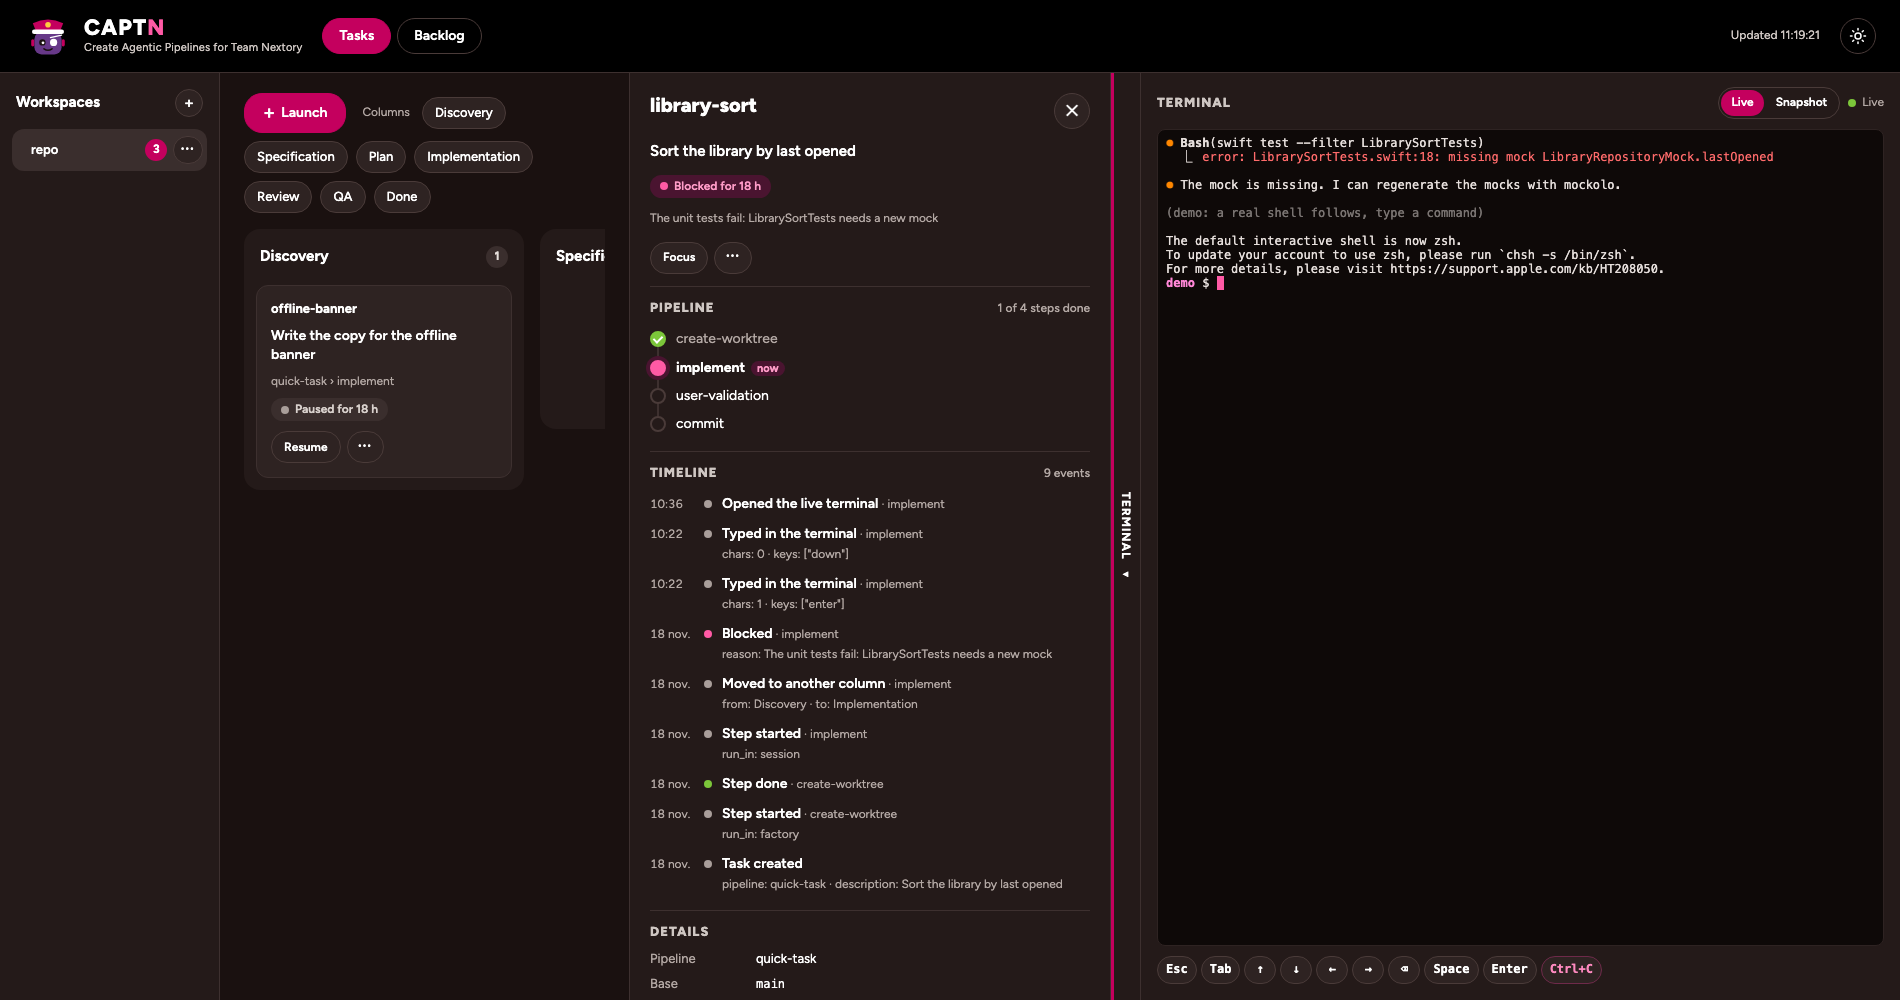 CAPTN
Create Agentic Pipelines for Team Nextory
Tasks
Backlog
Updated 11:19:21
Workspaces
+
repo
3
···
+ Launch
Columns
Discovery
Specification
Plan
Implementation
Review
QA
Done
Discovery
1
offline-banner
Write the copy for the offline
banner
quick-task › implement
Paused for 18 h
Resume
···
Specifi
library-sort
Sort the library by last opened
Blocked for 18 h
The unit tests fail: LibrarySortTests needs a new mock
Focus
···
PIPELINE
1 of 4 steps done
create-worktree
implement now
user-validation
commit
TIMELINE
9 events
10:36 Opened the live terminal · implement
10:22 Typed in the terminal · implement
chars: 0 · keys: ["down"]
10:22 Typed in the terminal · implement
chars: 1 · keys: ["enter"]
18 nov. Blocked · implement
reason: The unit tests fail: LibrarySortTests needs a new mock
18 nov. Moved to another column · implement
from: Discovery · to: Implementation
18 nov. Step started · implement
run_in: session
18 nov. Step done · create-worktree
18 nov. Step started · create-worktree
run_in: factory
18 nov. Task created
pipeline: quick-task · description: Sort the library by last opened
DETAILS
Pipeline quick-task
Base main
TERMINAL ◂
TERMINAL
Live
Snapshot
Live
Bash(swift test --filter LibrarySortTests)
⎿ error: LibrarySortTests.swift:18: missing mock LibraryRepositoryMock.lastOpened
The mock is missing. I can regenerate the mocks with mockolo.
(demo: a real shell follows, type a command)
The default interactive shell is now zsh.
To update your account to use zsh, please run `chsh -s /bin/zsh`.
For more details, please visit https://support.apple.com/kb/HT208050.
demo $
Esc
Tab
↑
↓
←
→
⌫
Space
Enter
Ctrl+C